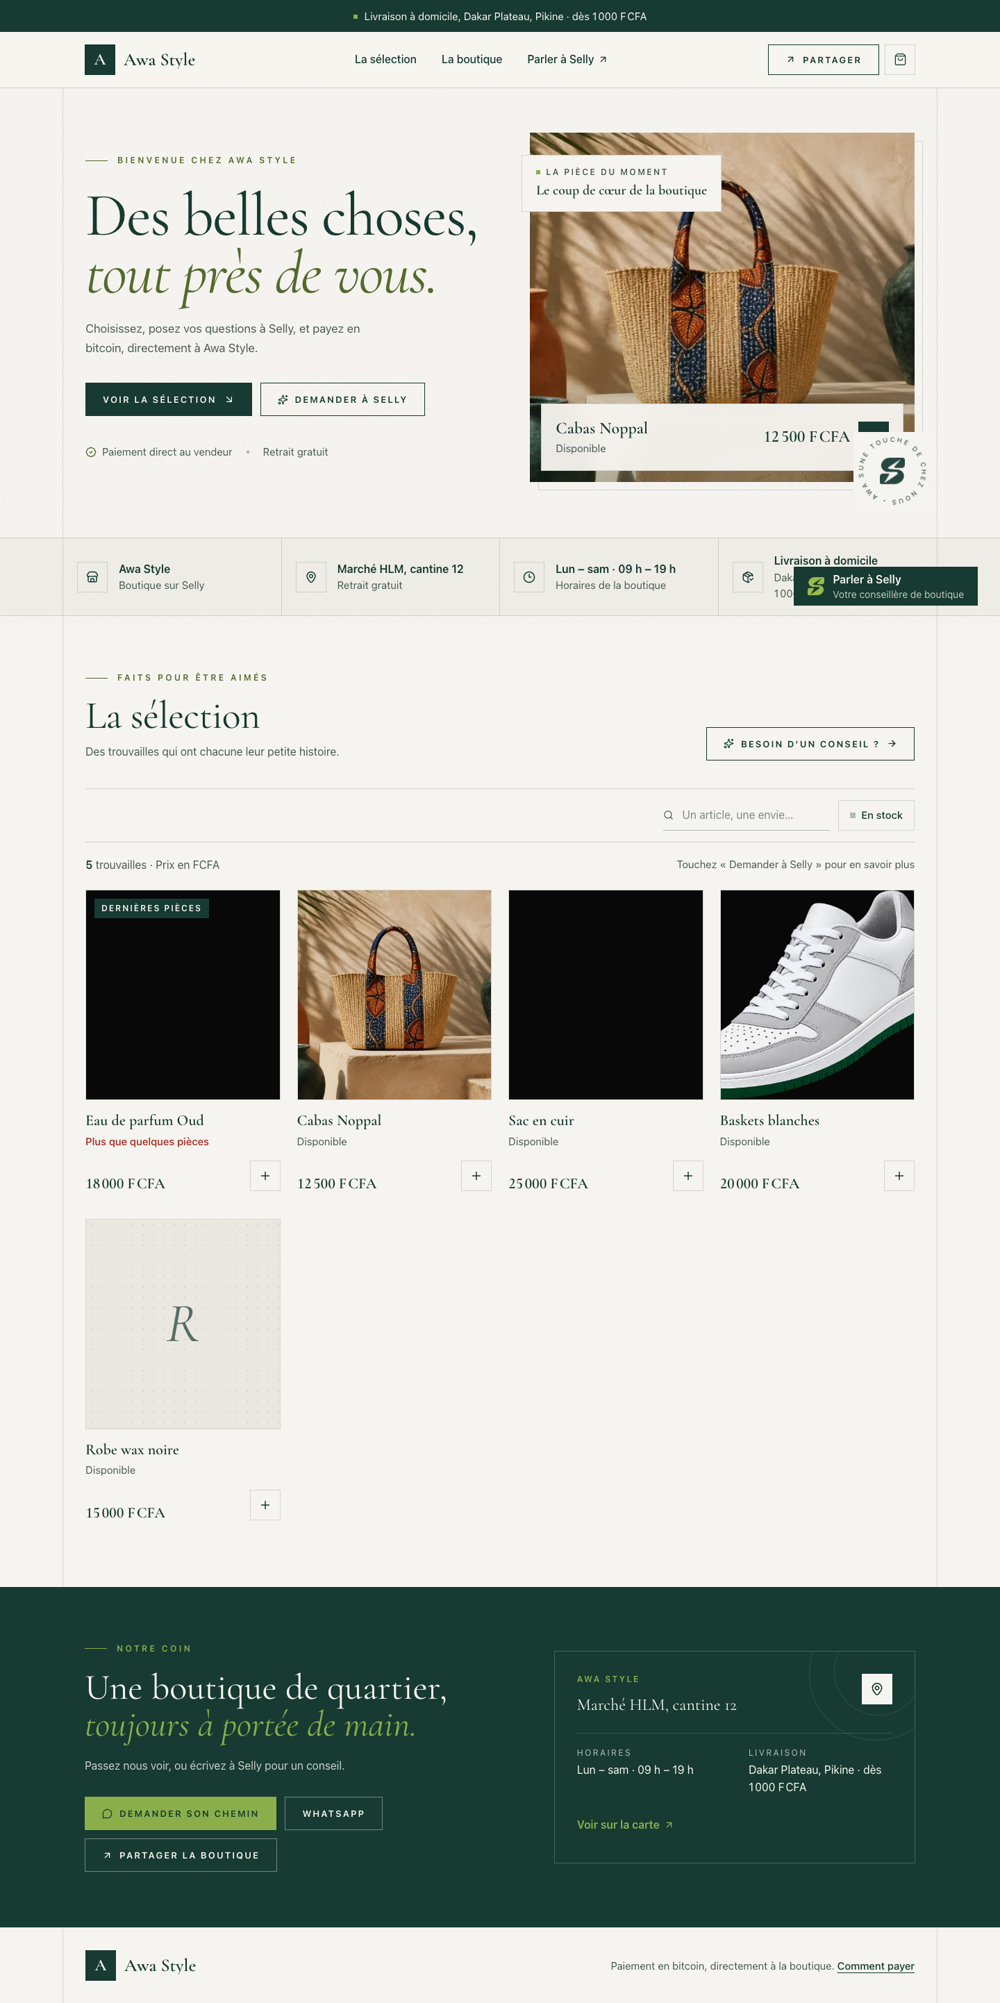 Livraison à domicile, Dakar Plateau, Pikine · dès 1 000 F CFA
A
Awa Style
La sélection
La boutique
Parler à Selly
PARTAGER
BIENVENUE CHEZ AWA STYLE
Des belles choses,
tout près de vous.
Choisissez, posez vos questions à Selly, et payez en
bitcoin, directement à Awa Style.
VOIR LA SÉLECTION
DEMANDER À SELLY
Paiement direct au vendeur
Retrait gratuit
LA PIÈCE DU MOMENT
Le coup de cœur de la boutique
Cabas Noppal
Disponible
12 500 F CFA
UNE TOUCHE DE CHEZ NOUS · AWA S
Awa Style
Boutique sur Selly
Marché HLM, cantine 12
Retrait gratuit
Lun – sam · 09 h – 19 h
Horaires de la boutique
Livraison à domicile
Parler à Selly
Votre conseillère de boutique
FAITS POUR ÊTRE AIMÉS
La sélection
Des trouvailles qui ont chacune leur petite histoire.
BESOIN D'UN CONSEIL ?
Un article, une envie…
En stock
5 trouvailles · Prix en FCFA
Touchez « Demander à Selly » pour en savoir plus
DERNIÈRES PIÈCES
Eau de parfum Oud
Plus que quelques pièces
18 000 F CFA
Cabas Noppal
Disponible
12 500 F CFA
Sac en cuir
Disponible
25 000 F CFA
Baskets blanches
Disponible
20 000 F CFA
R
Robe wax noire
Disponible
15 000 F CFA
NOTRE COIN
Une boutique de quartier,
toujours à portée de main.
Passez nous voir, ou écrivez à Selly pour un conseil.
DEMANDER SON CHEMIN
WHATSAPP
PARTAGER LA BOUTIQUE
AWA STYLE
Marché HLM, cantine 12
HORAIRES
Lun – sam · 09 h – 19 h
LIVRAISON
Dakar Plateau, Pikine · dès
1 000 F CFA
Voir sur la carte
A
Awa Style
Paiement en bitcoin, directement à la boutique. Comment payer